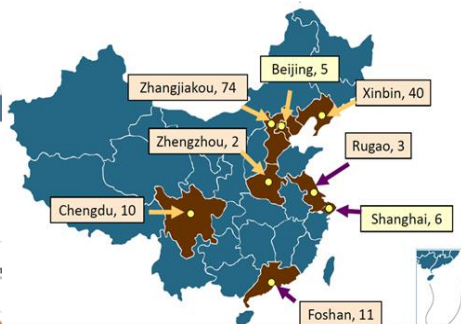 Beijing, 5
Zhangjiakou, 74
Xinbin, 40
Zhengzhou, 2
Rugao, 3
Chengdu, 10
Shanghai, 6
Foshan, 11